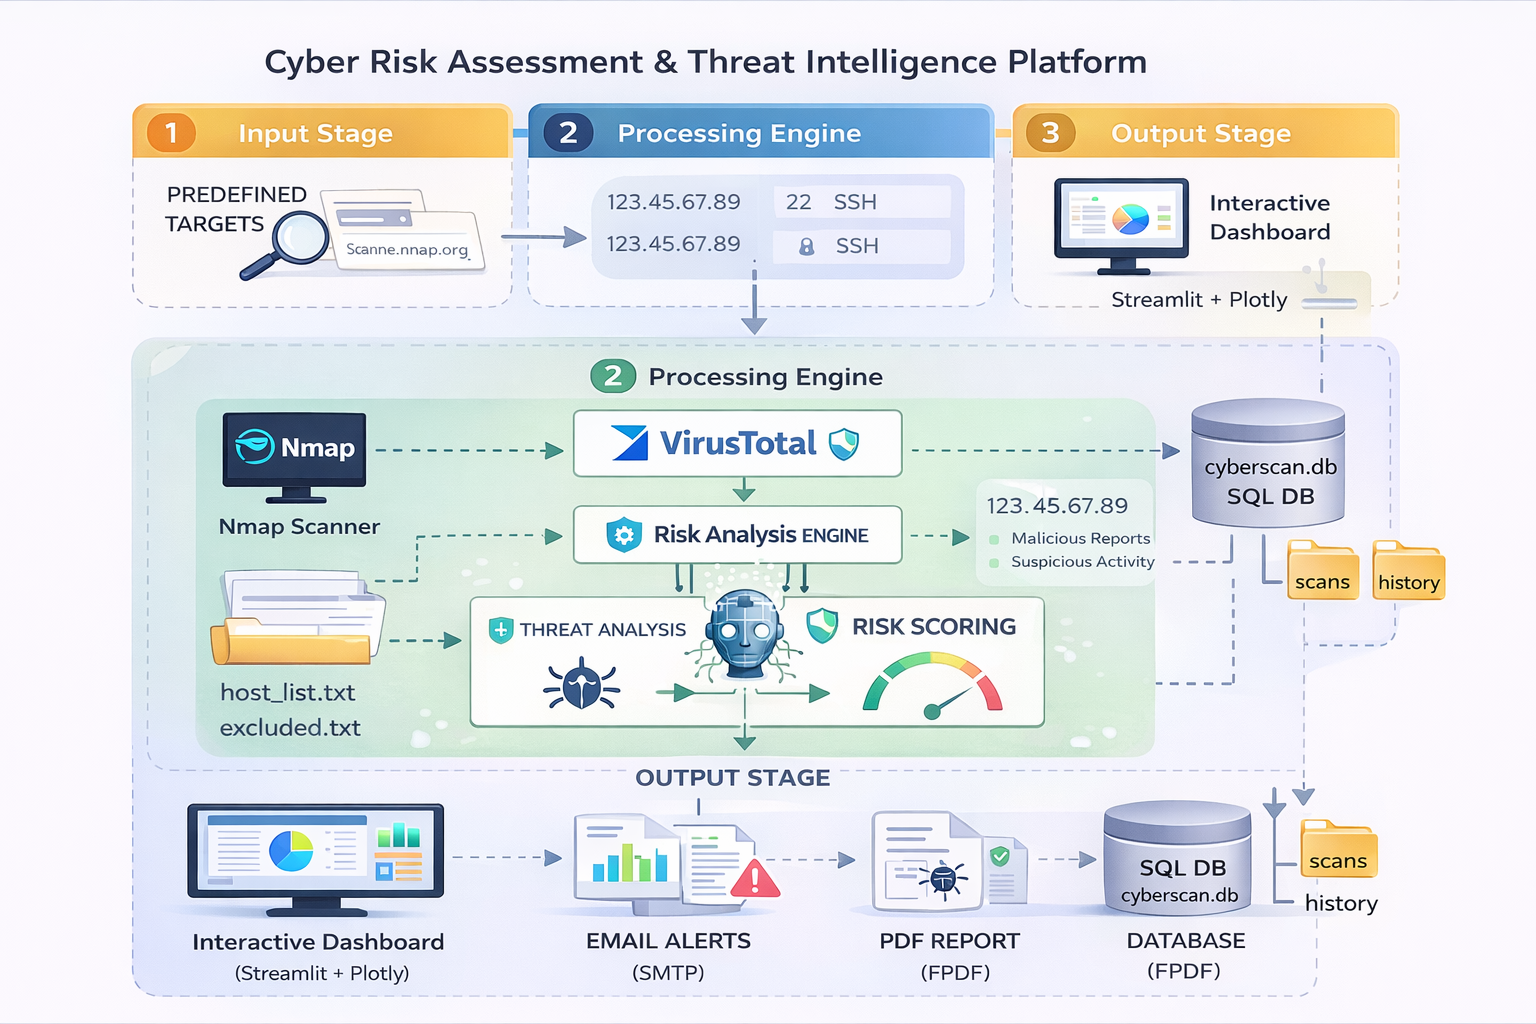 Cyber Risk Assessment & Threat Intelligence Platform
1 Input Stage
PREDEFINED
TARGETS
Scanne.nnap.org
2 Processing Engine
123.45.67.89 22 SSH
123.45.67.89 SSH
3 Output Stage
Interactive
Dashboard
Streamlit + Plotly
2 Processing Engine
Nmap
Nmap Scanner
VirusTotal
Risk Analysis ENGINE
123.45.67.89
Malicious Reports
Suspicious Activity
cyberscan.db
SQL DB
scans
history
host_list.txt
excluded.txt
THREAT ANALYSIS
RISK SCORING
OUTPUT STAGE
Interactive Dashboard
(Streamlit + Plotly)
EMAIL ALERTS
(SMTP)
PDF REPORT
(FPDF)
SQL DB
cyberscan.db
DATABASE
(FPDF)
scans
history